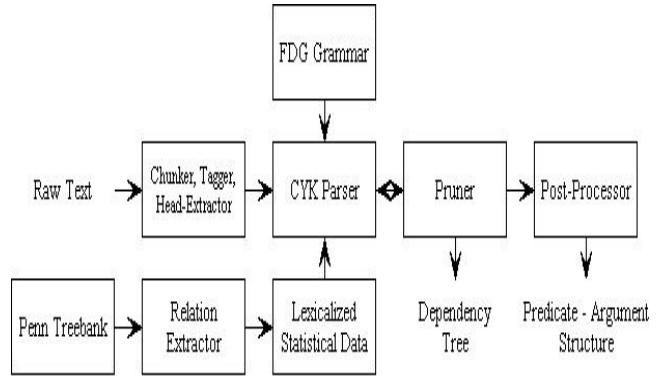 FDG Grammar
Raw Text
Chunker, Tagger,
Head-Extractor
CYK Parser
Pruner
Post-Processor
Penn Treebank
Relation
Extractor
Lexicalized
Statistical Data
Dependency
Tree
Predicate - Argument
Structure